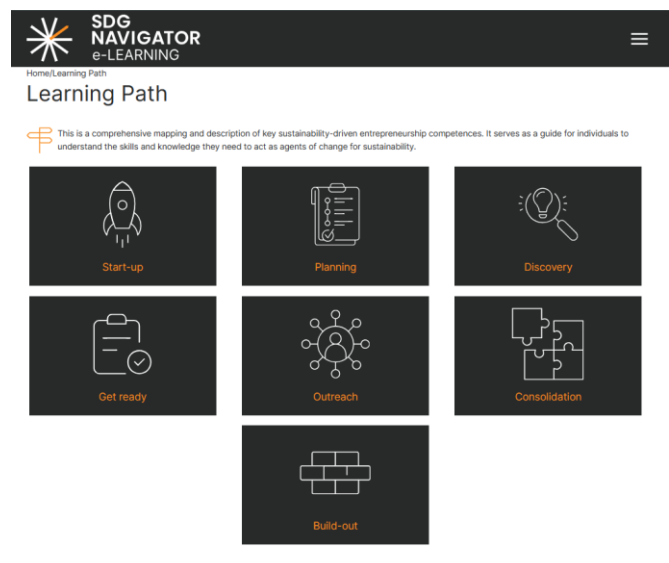 SDG
NAVIGATOR
e-LEARNING
Home/Learning Path
Learning Path
This is a comprehensive mapping and description of key sustainability-driven entrepreneurship competences. It serves as a guide for individuals to
understand the skills and knowledge they need to act as agents of change for sustainability.
Start-up
Planning
Discovery
Get ready
Outreach
Consolidation
Build-out